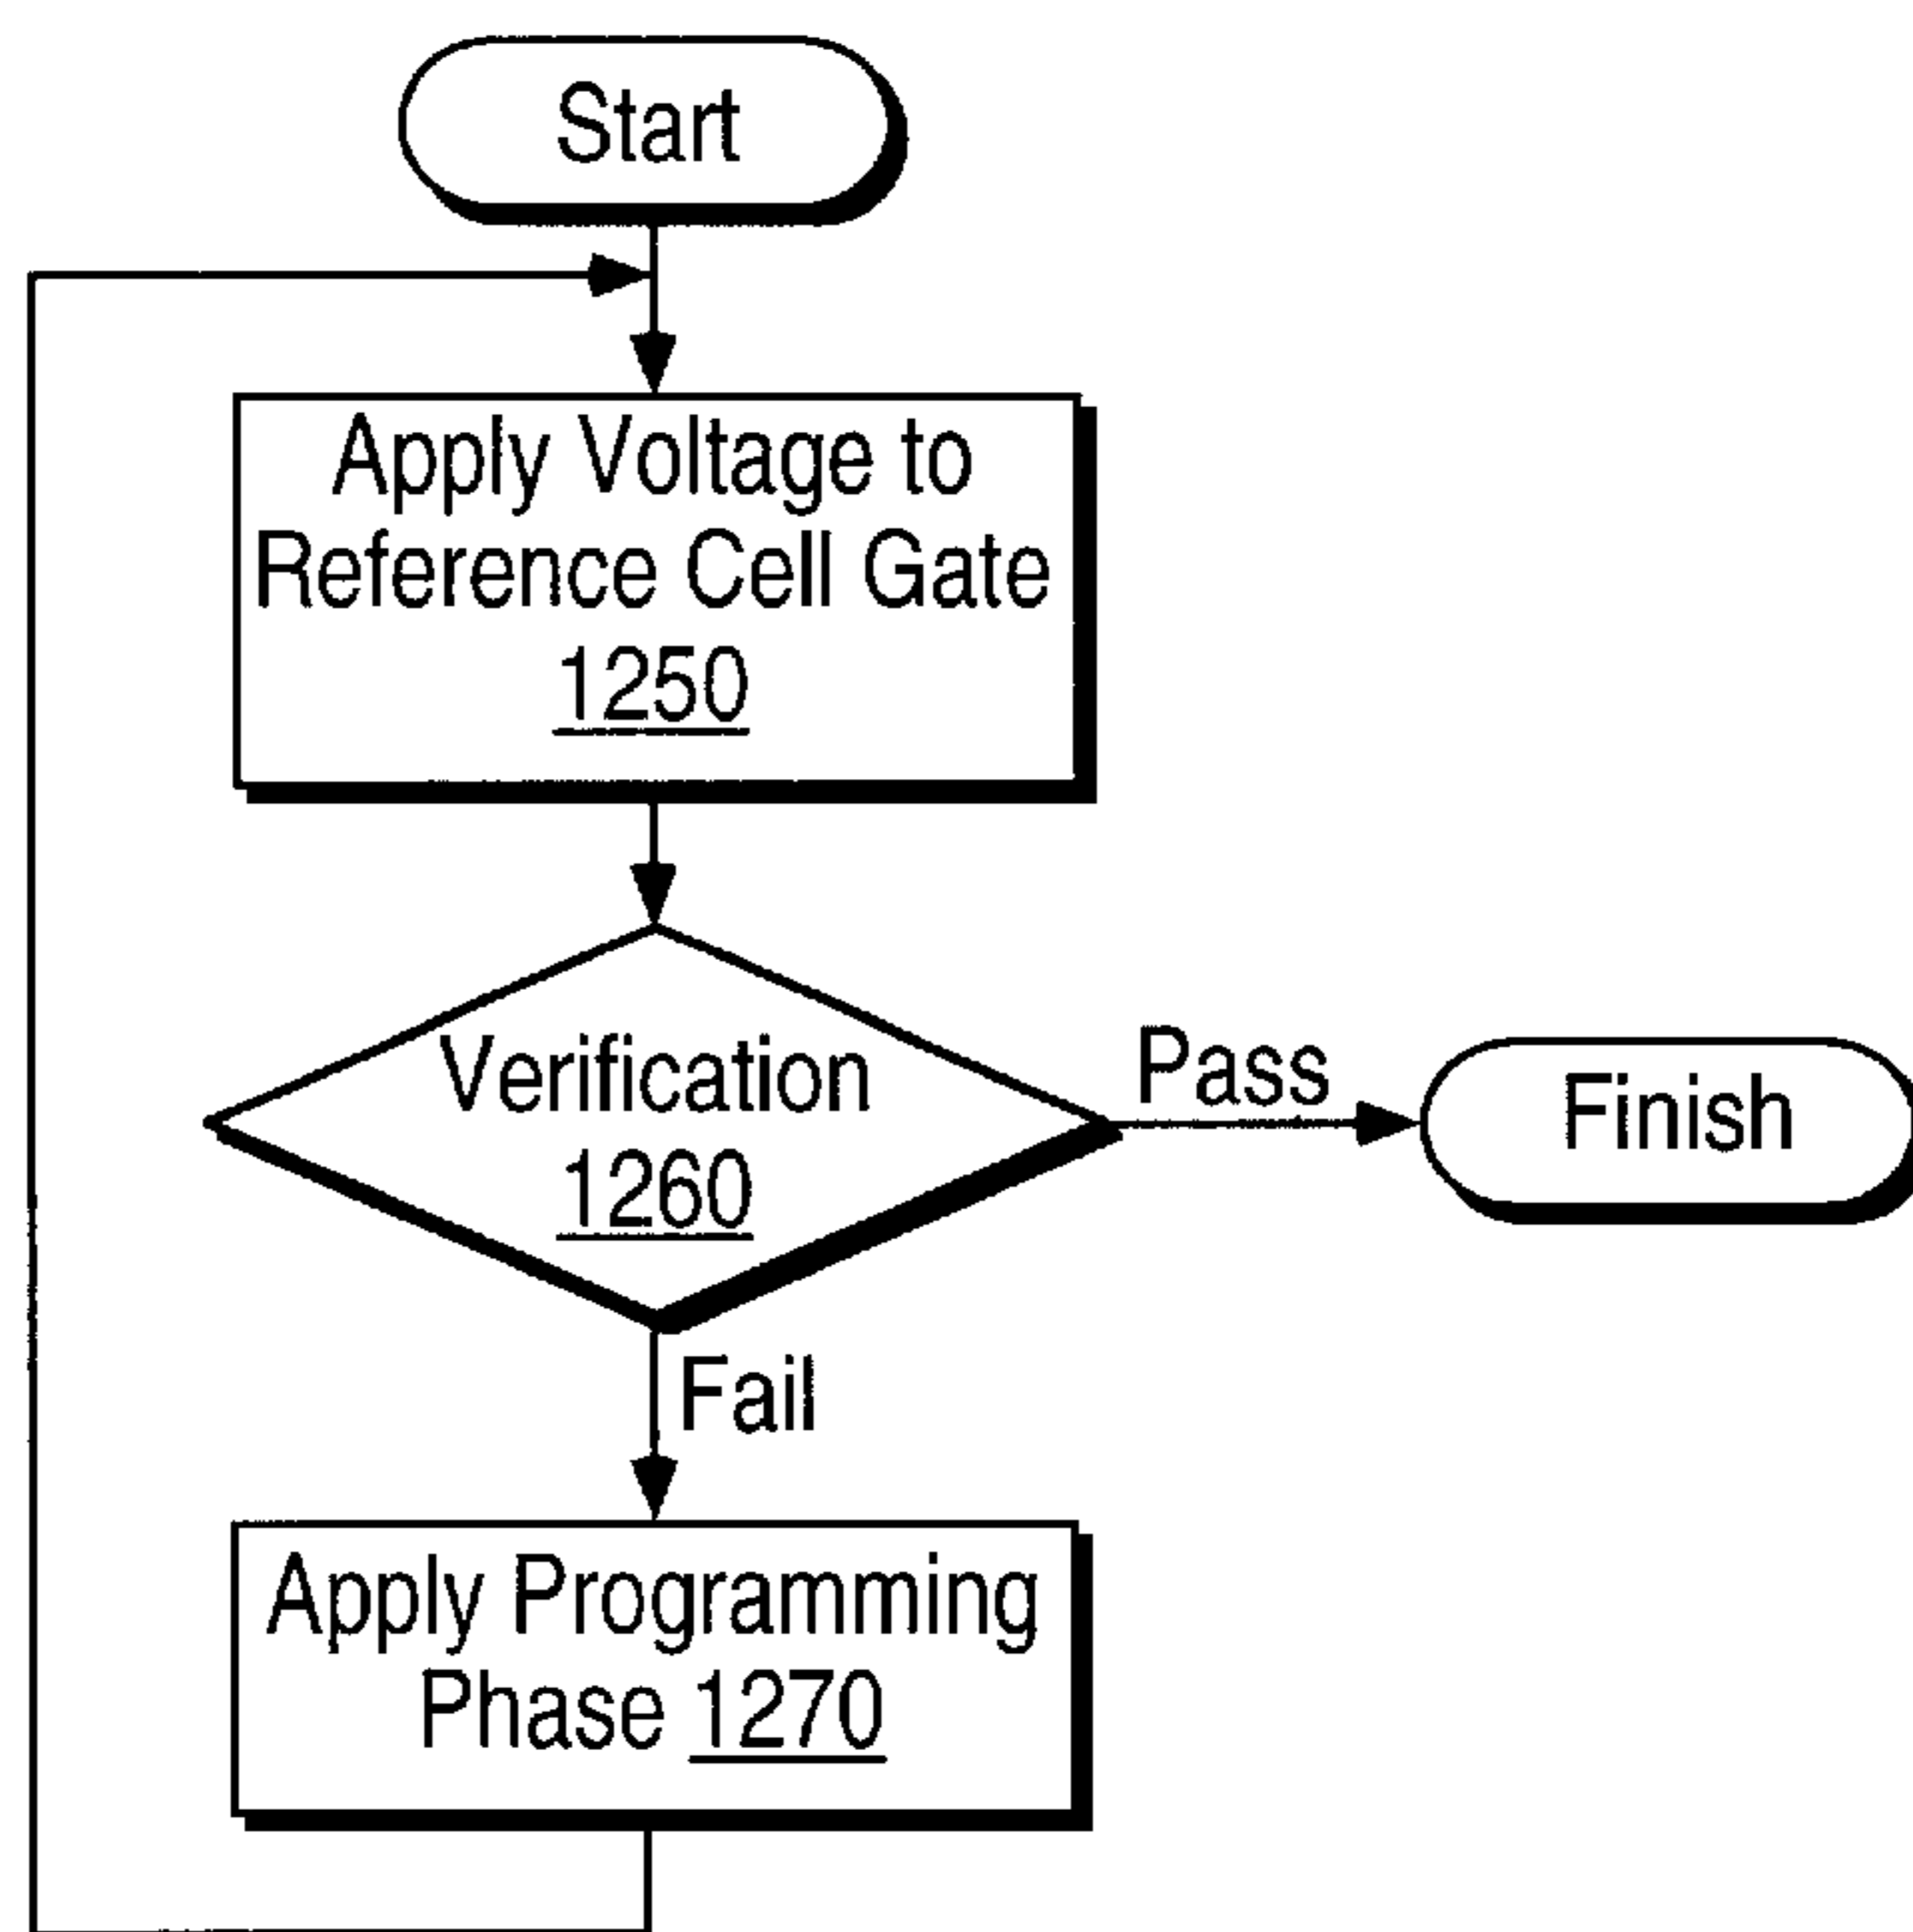 Start
Apply Voltage to
Reference Cell Gate
1250
Verification
1260
Pass
Finish
Fail
Apply Programming
Phase 1270